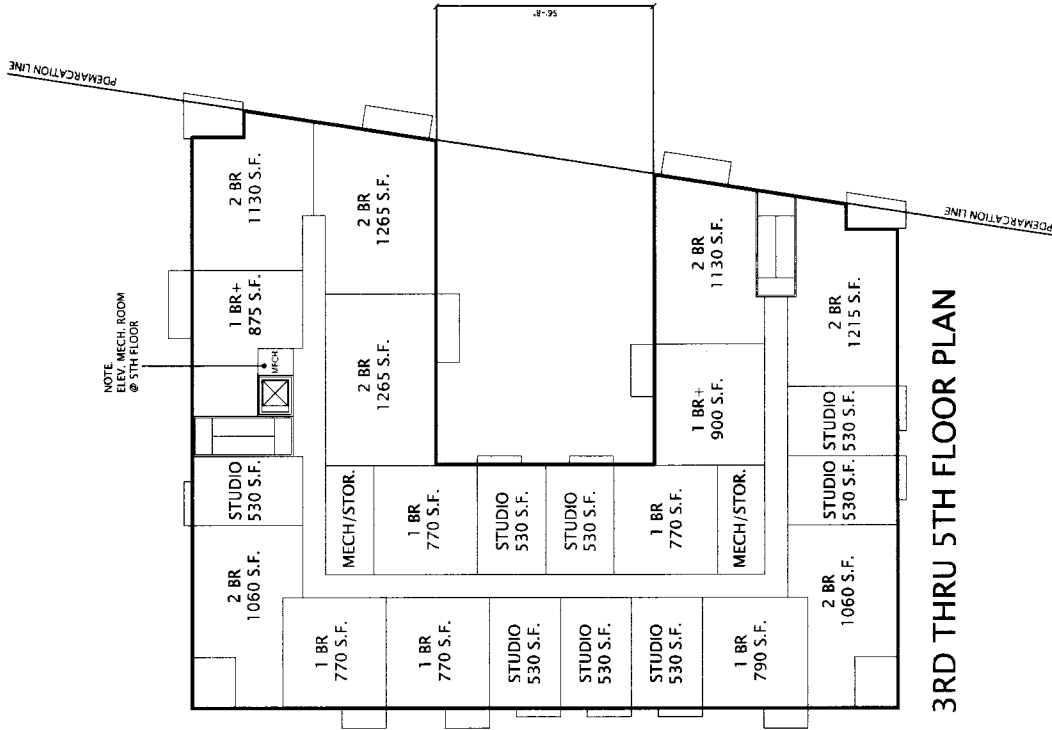 56'-8"
PDEMARCATION LINE
2 BR
1130 S.F.
2 BR
1265 S.F.
1 BR+
875 S.F.
NOTE
ELEV. MECH. ROOM
@ 5TH FLOOR
MECH.
2 BR
1265 S.F.
STUDIO
530 S.F.
2 BR
1060 S.F.
MECH/STOR.
1 BR
770 S.F.
STUDIO
530 S.F.
STUDIO
530 S.F.
1 BR
770 S.F.
MECH/STOR.
1 BR
770 S.F.
1 BR
770 S.F.
STUDIO
530 S.F.
STUDIO
530 S.F.
STUDIO
530 S.F.
1 BR
790 S.F.
2 BR
1130 S.F.
1 BR+
900 S.F.
2 BR
1215 S.F.
STUDIO
530 S.F.
STUDIO
530 S.F.
2 BR
1060 S.F.
PDEMARCATION LINE
3RD THRU 5TH FLOOR PLAN